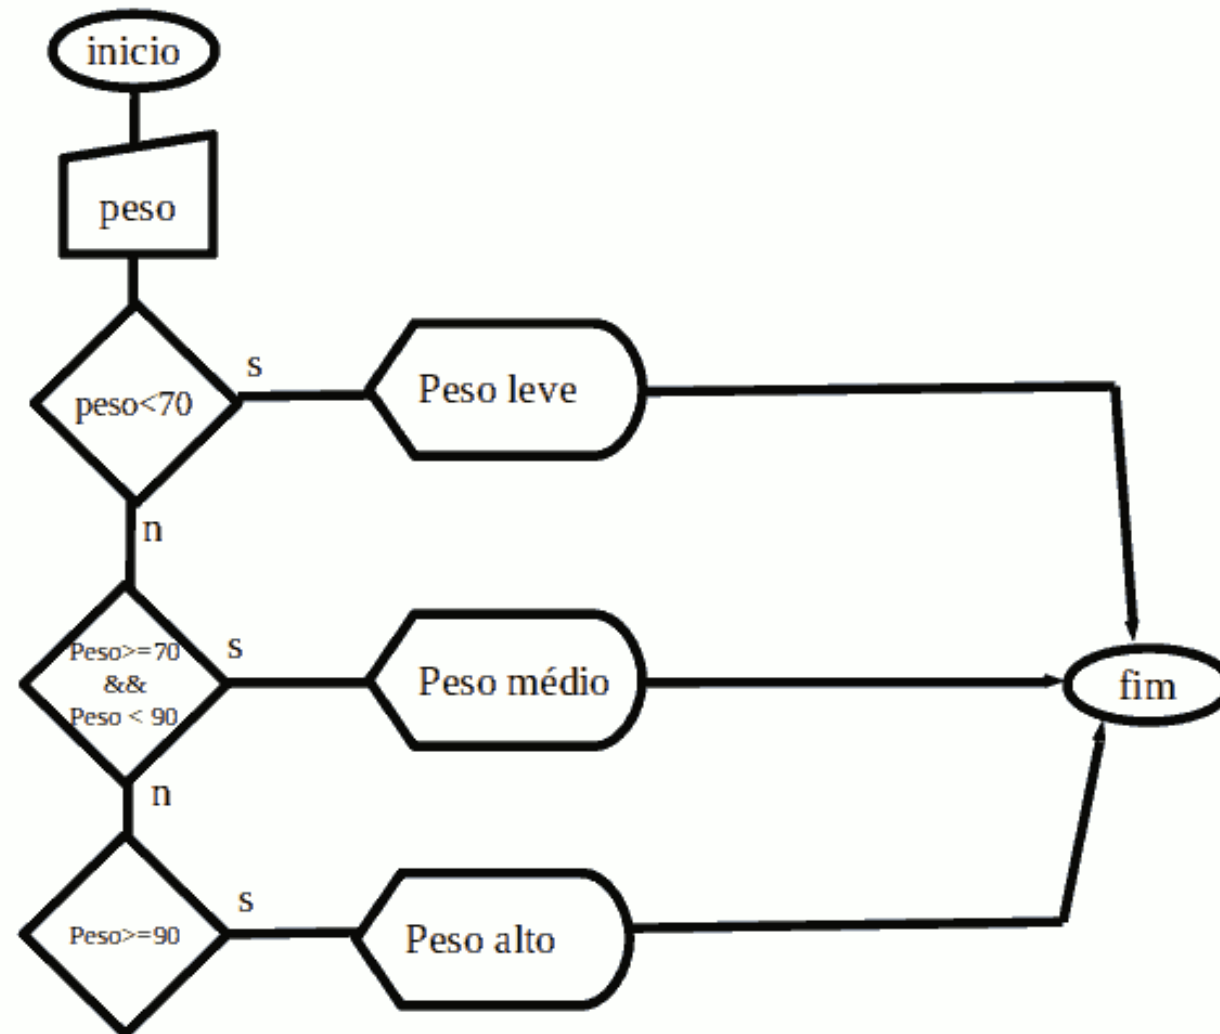 inicio
peso
peso<70
s
Peso leve
n
Peso>=70
&&
Peso < 90
s
Peso médio
fim
n
Peso>=90
s
Peso alto